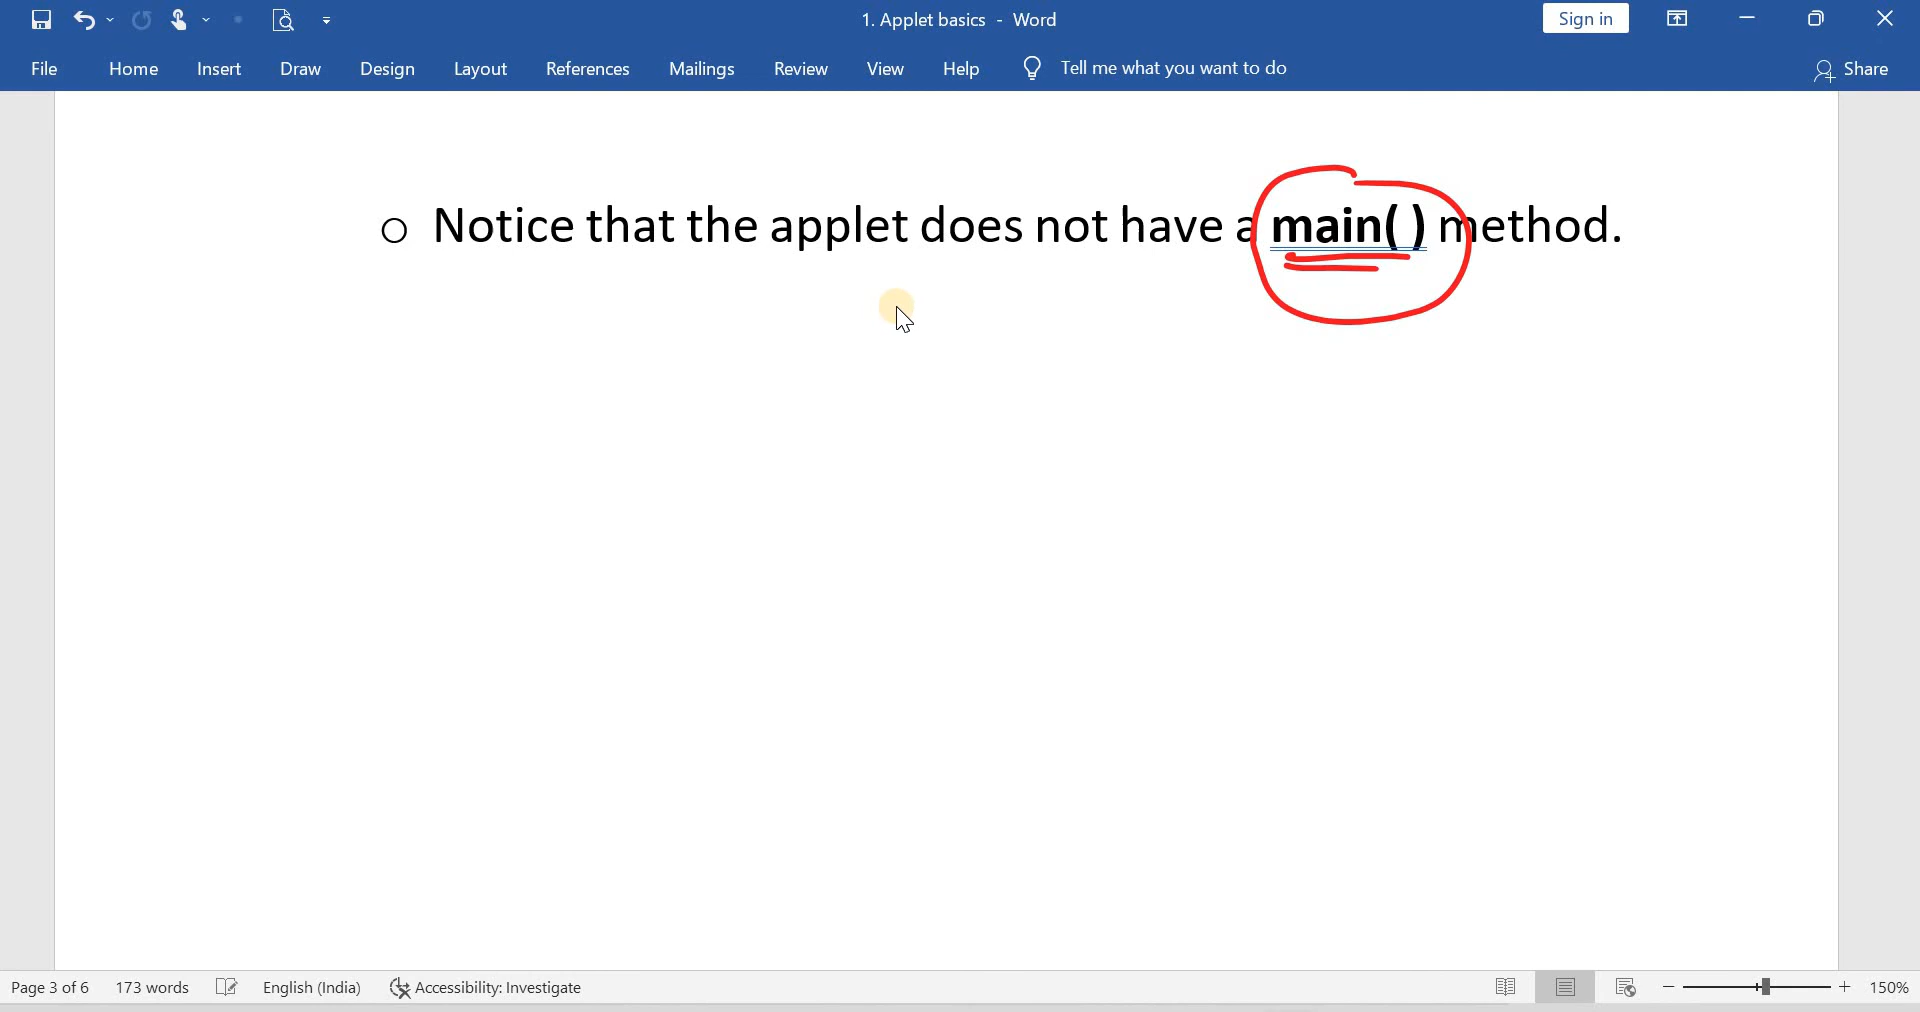 1. Applet basics - Word
Sign in
File Home Insert Draw Design Layout References Mailings Review View Help Tell me what you want to do Share
○ Notice that the applet does not have a main( ) method.
Page 3 of 6 173 words English (India) Accessibility: Investigate 150%